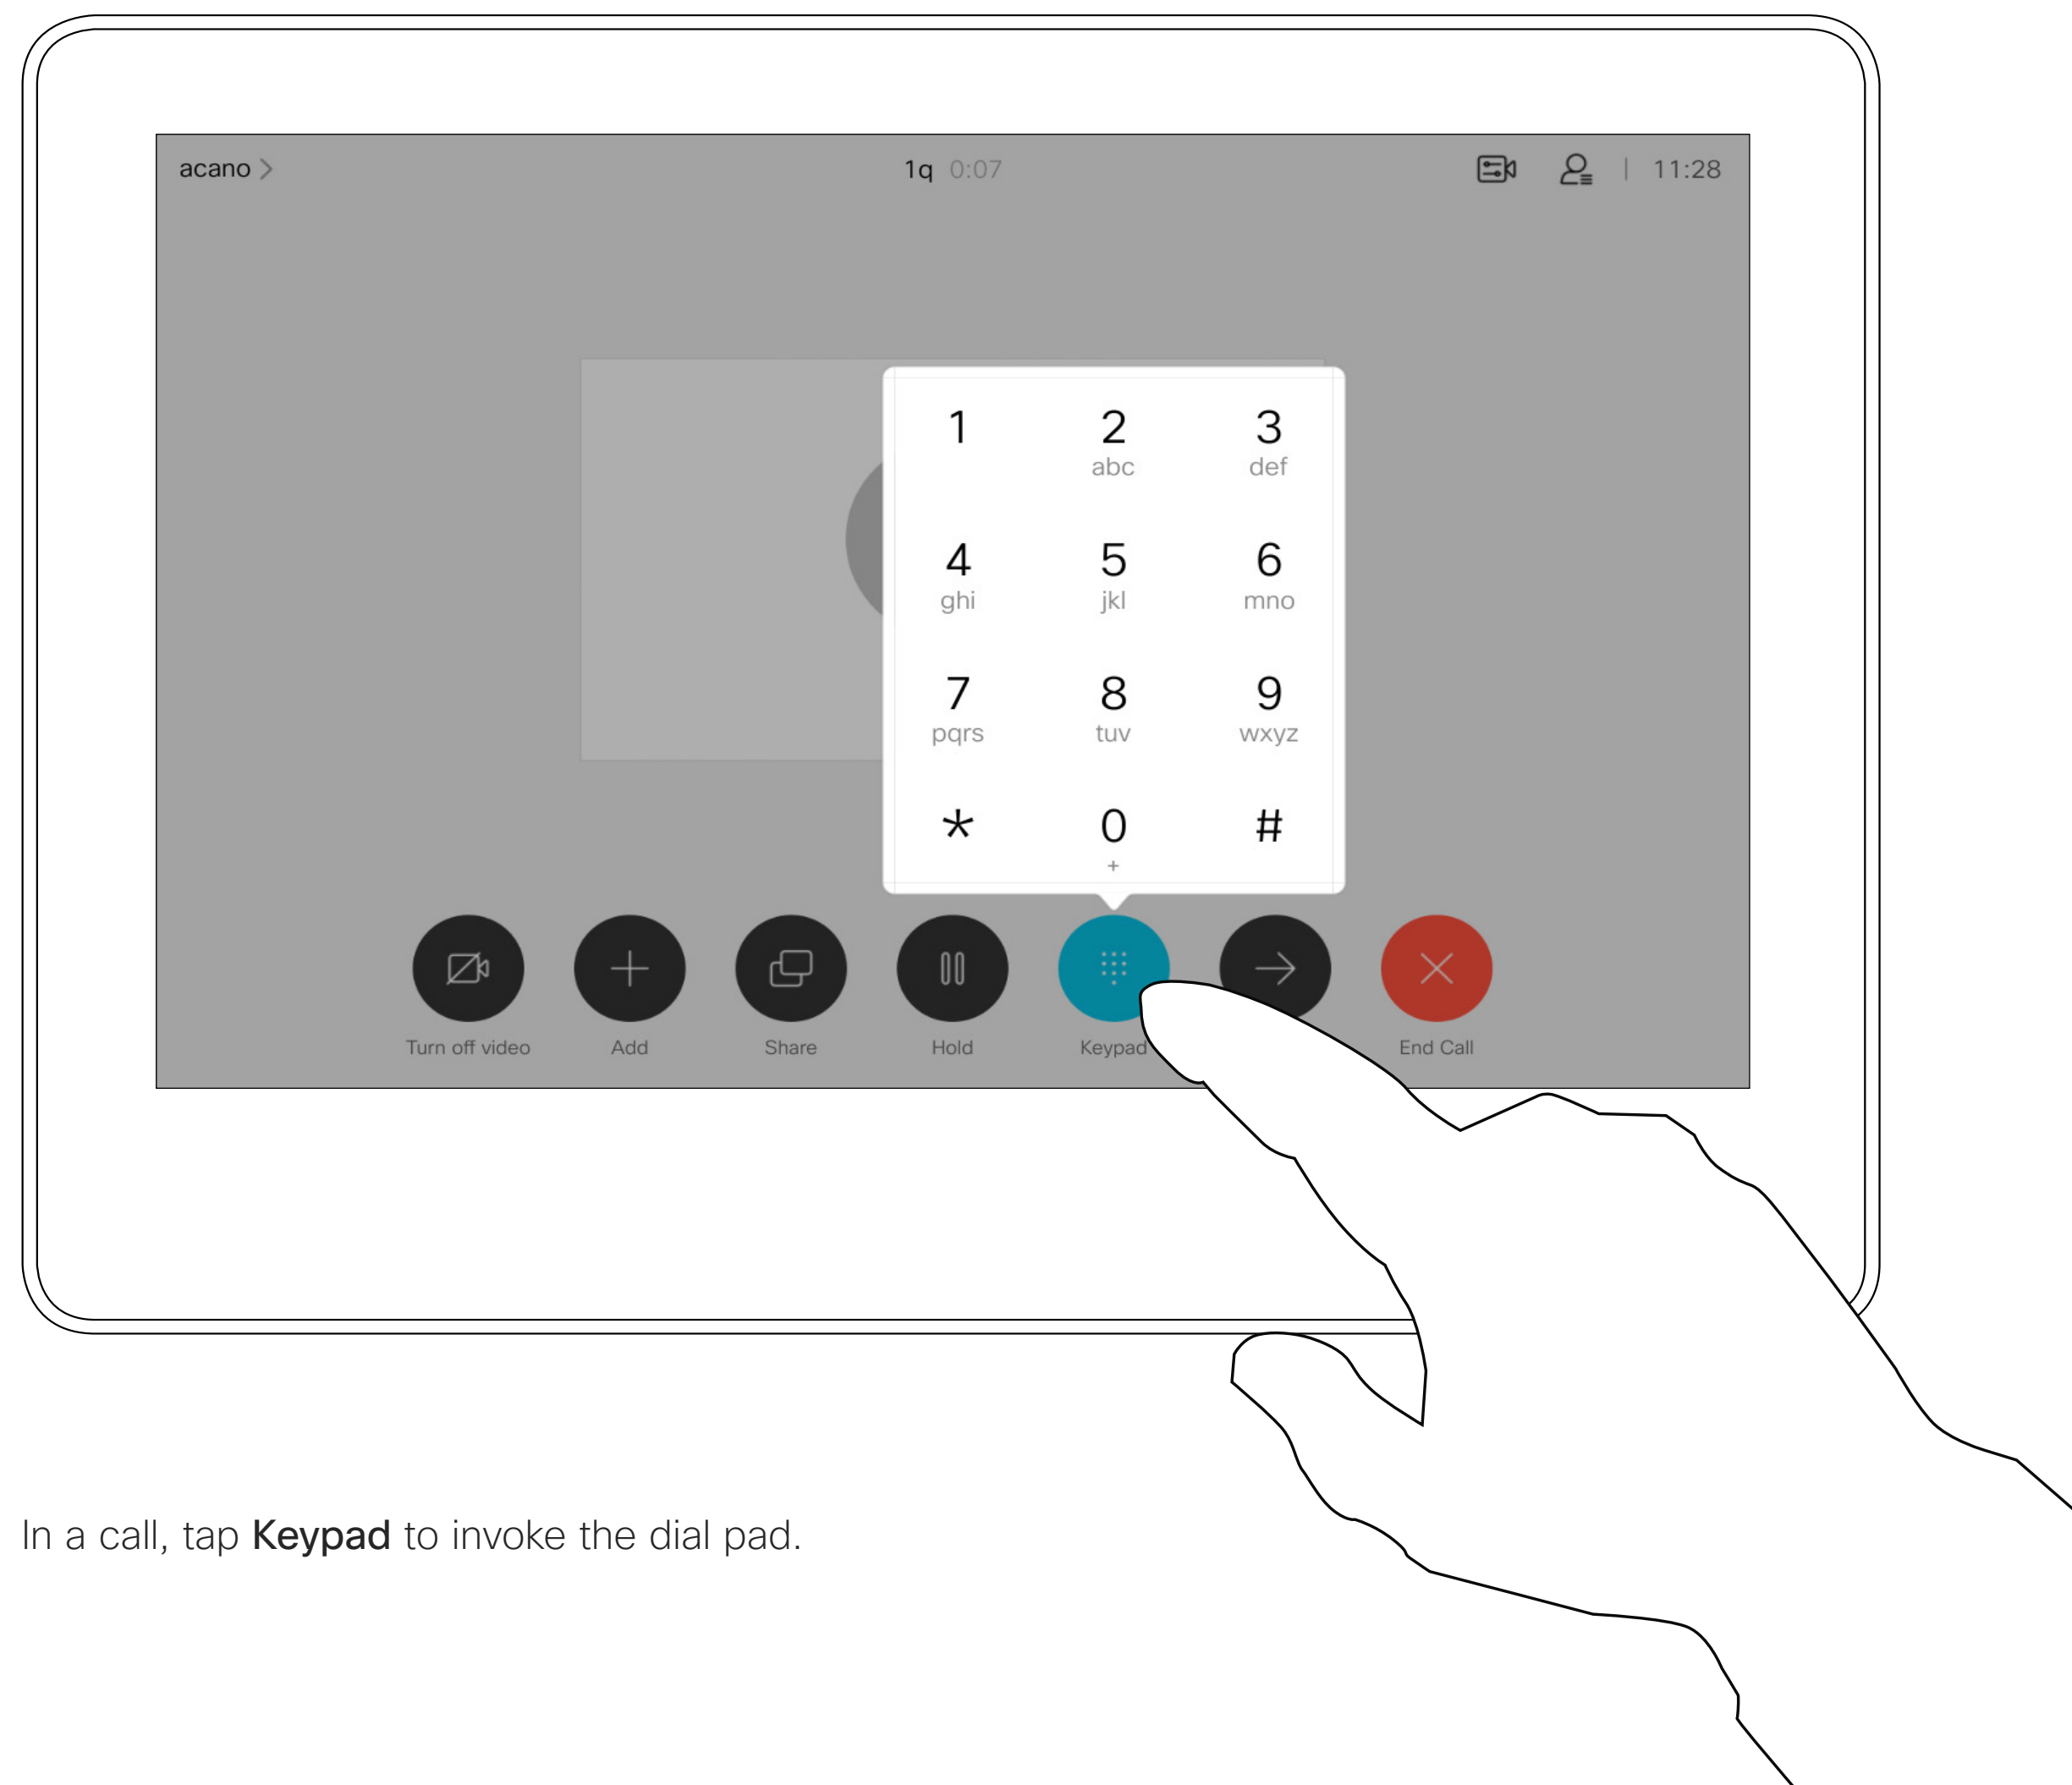 acano
1q 0:07
11:28
1 2 3
abc def
4 5 6
ghi jkl mno
7 8 9
pqrs tuv wxyz
* 0 #
+
Turn off video Add Share Hold Keypad End Call
In a call, tap Keypad to invoke the dial pad.